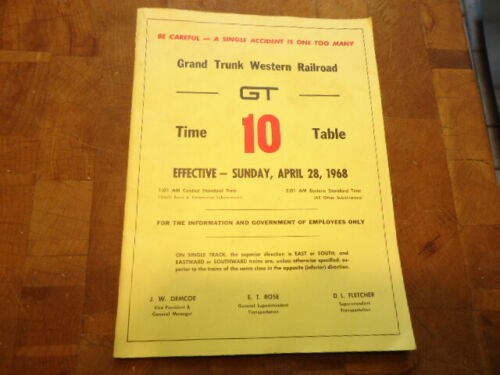 BE CAREFUL — A SINGLE ACCIDENT IS ONE TOO MANY
Grand Trunk Western Railroad
GT
Time 10 Table
EFFECTIVE — SUNDAY, APRIL 28, 1968
1:01 AM Central Standard Time 2:01 AM Eastern Standard Time
(All Other Subdivisions)
FOR THE INFORMATION AND GOVERNMENT OF EMPLOYEES ONLY
ON SINGLE TRACK, the superior direction is EAST or SOUTH, and
EASTWARD or SOUTHWARD trains are, unless otherwise specified, su-
perior to the trains of the same class in the opposite (inferior) direction.
J. W. DEMCOE E. T. ROSE D. L. FLETCHER
Vice-President & General Superintendent Superintendent
General Manager Transportation Transportation